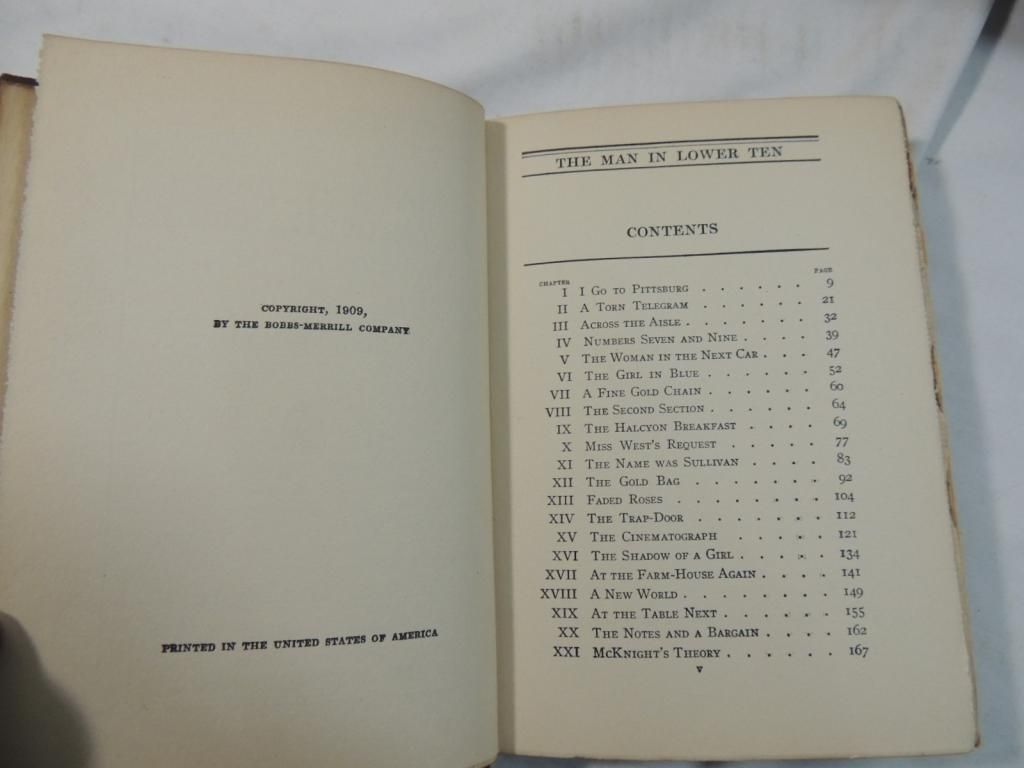 COPYRIGHT, 1909,
BY THE BOBBS-MERRILL COMPANY
PRINTED IN THE UNITED STATES OF AMERICA
THE MAN IN LOWER TEN
CONTENTS
CHAPTER PAGE
I I Go to Pittsburg . . . . . . 9
II A Torn Telegram . . . . . . 21
III Across the Aisle . . . . . . 32
IV Numbers Seven and Nine . . . . 39
V The Woman in the Next Car . . . 47
VI The Girl in Blue . . . . . . 52
VII A Fine Gold Chain . . . . . . 60
VIII The Second Section . . . . . 64
IX The Halcyon Breakfast . . . . 69
X Miss West's Request . . . . . 77
XI The Name was Sullivan . . . . 83
XII The Gold Bag . . . . . . 92
XIII Faded Roses . . . . . . . 104
XIV The Trap-Door . . . . . . 112
XV The Cinematograph . . . . . 121
XVI The Shadow of a Girl . . . . . 134
XVII At the Farm-House Again . . . . 141
XVIII A New World . . . . . . . 149
XIX At the Table Next . . . . . 155
XX The Notes and a Bargain . . . . 162
XXI McKnight's Theory . . . . . . 167
v